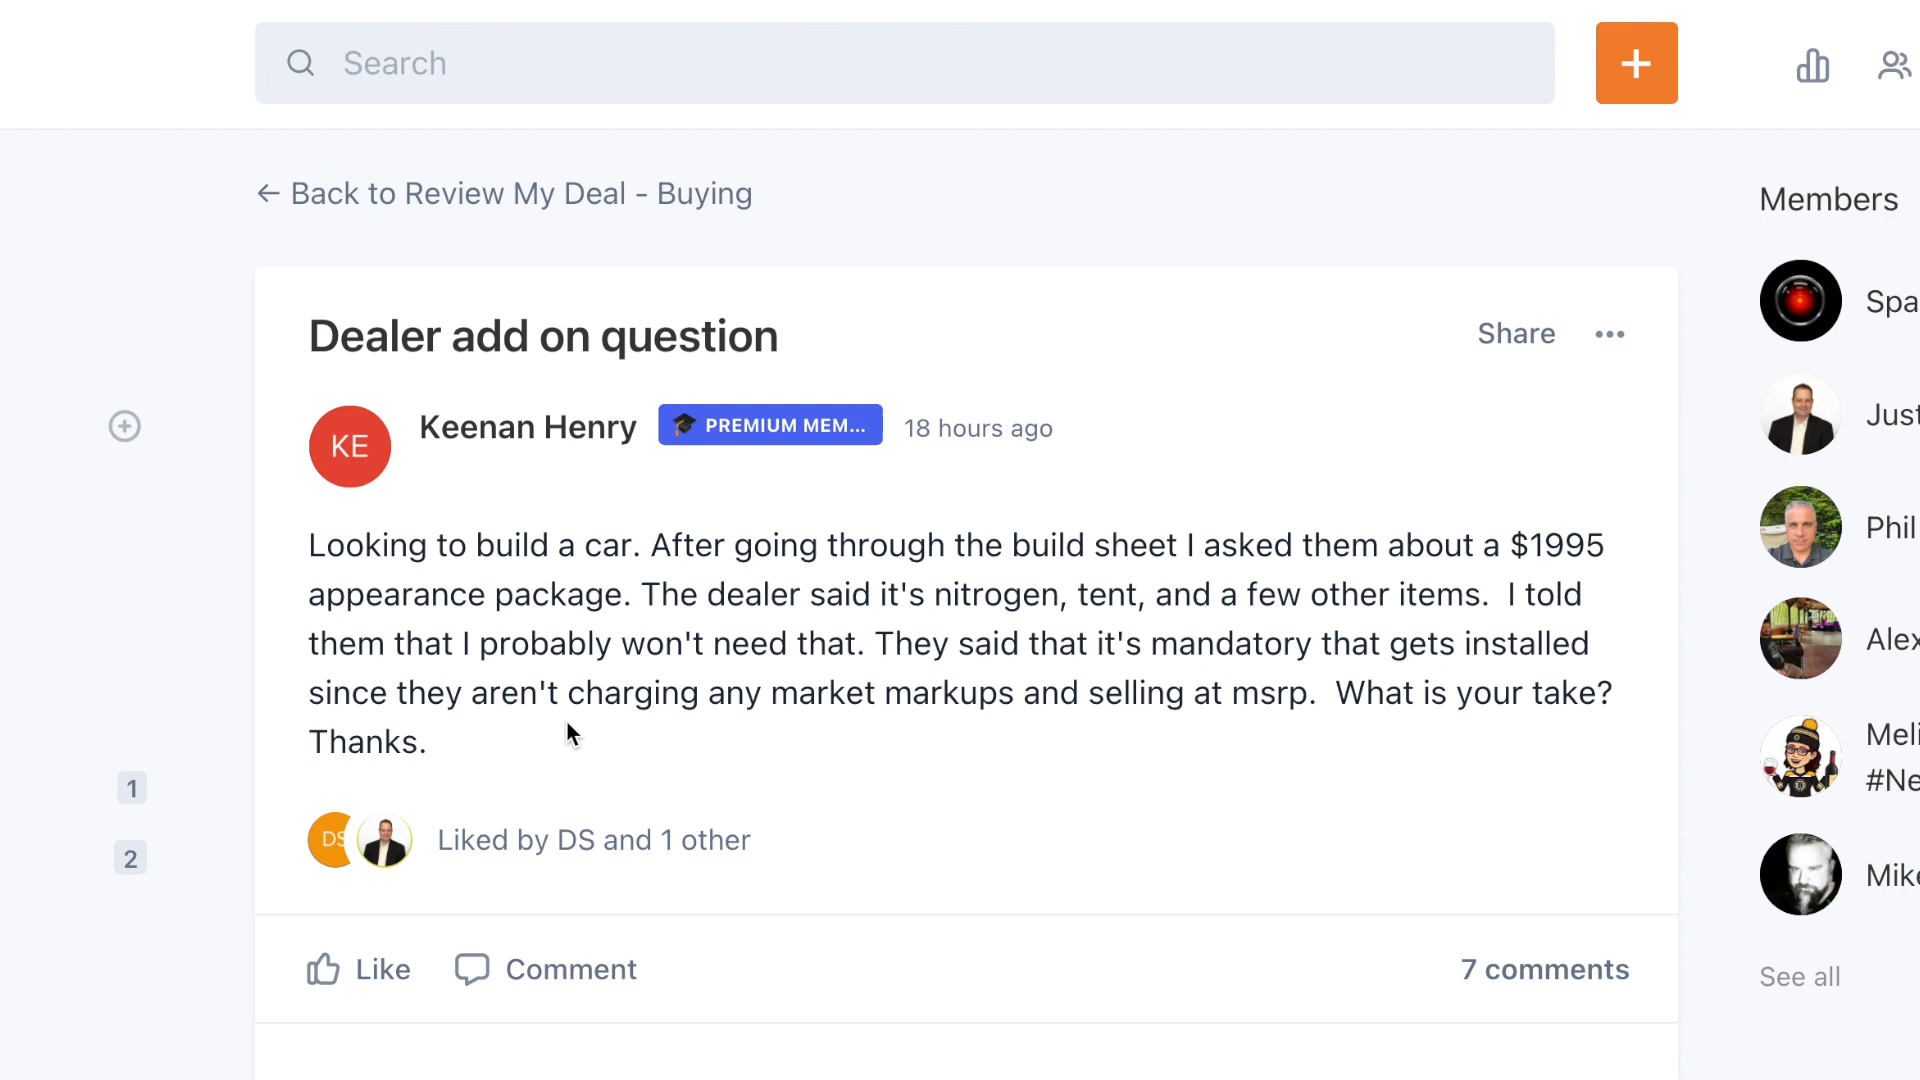 Search
← Back to Review My Deal - Buying
Members
Dealer add on question
Share
KE
Keenan Henry
PREMIUM MEM...
18 hours ago
Looking to build a car. After going through the build sheet I asked them about a $1995
appearance package. The dealer said it's nitrogen, tent, and a few other items.  I told
them that I probably won't need that. They said that it's mandatory that gets installed
since they aren't charging any market markups and selling at msrp.  What is your take?
Thanks.
1
2
DS
Liked by DS and 1 other
Like
Comment
7 comments
Spa
Just
Phil
Alex
Meli
#Ne
Mike
See all